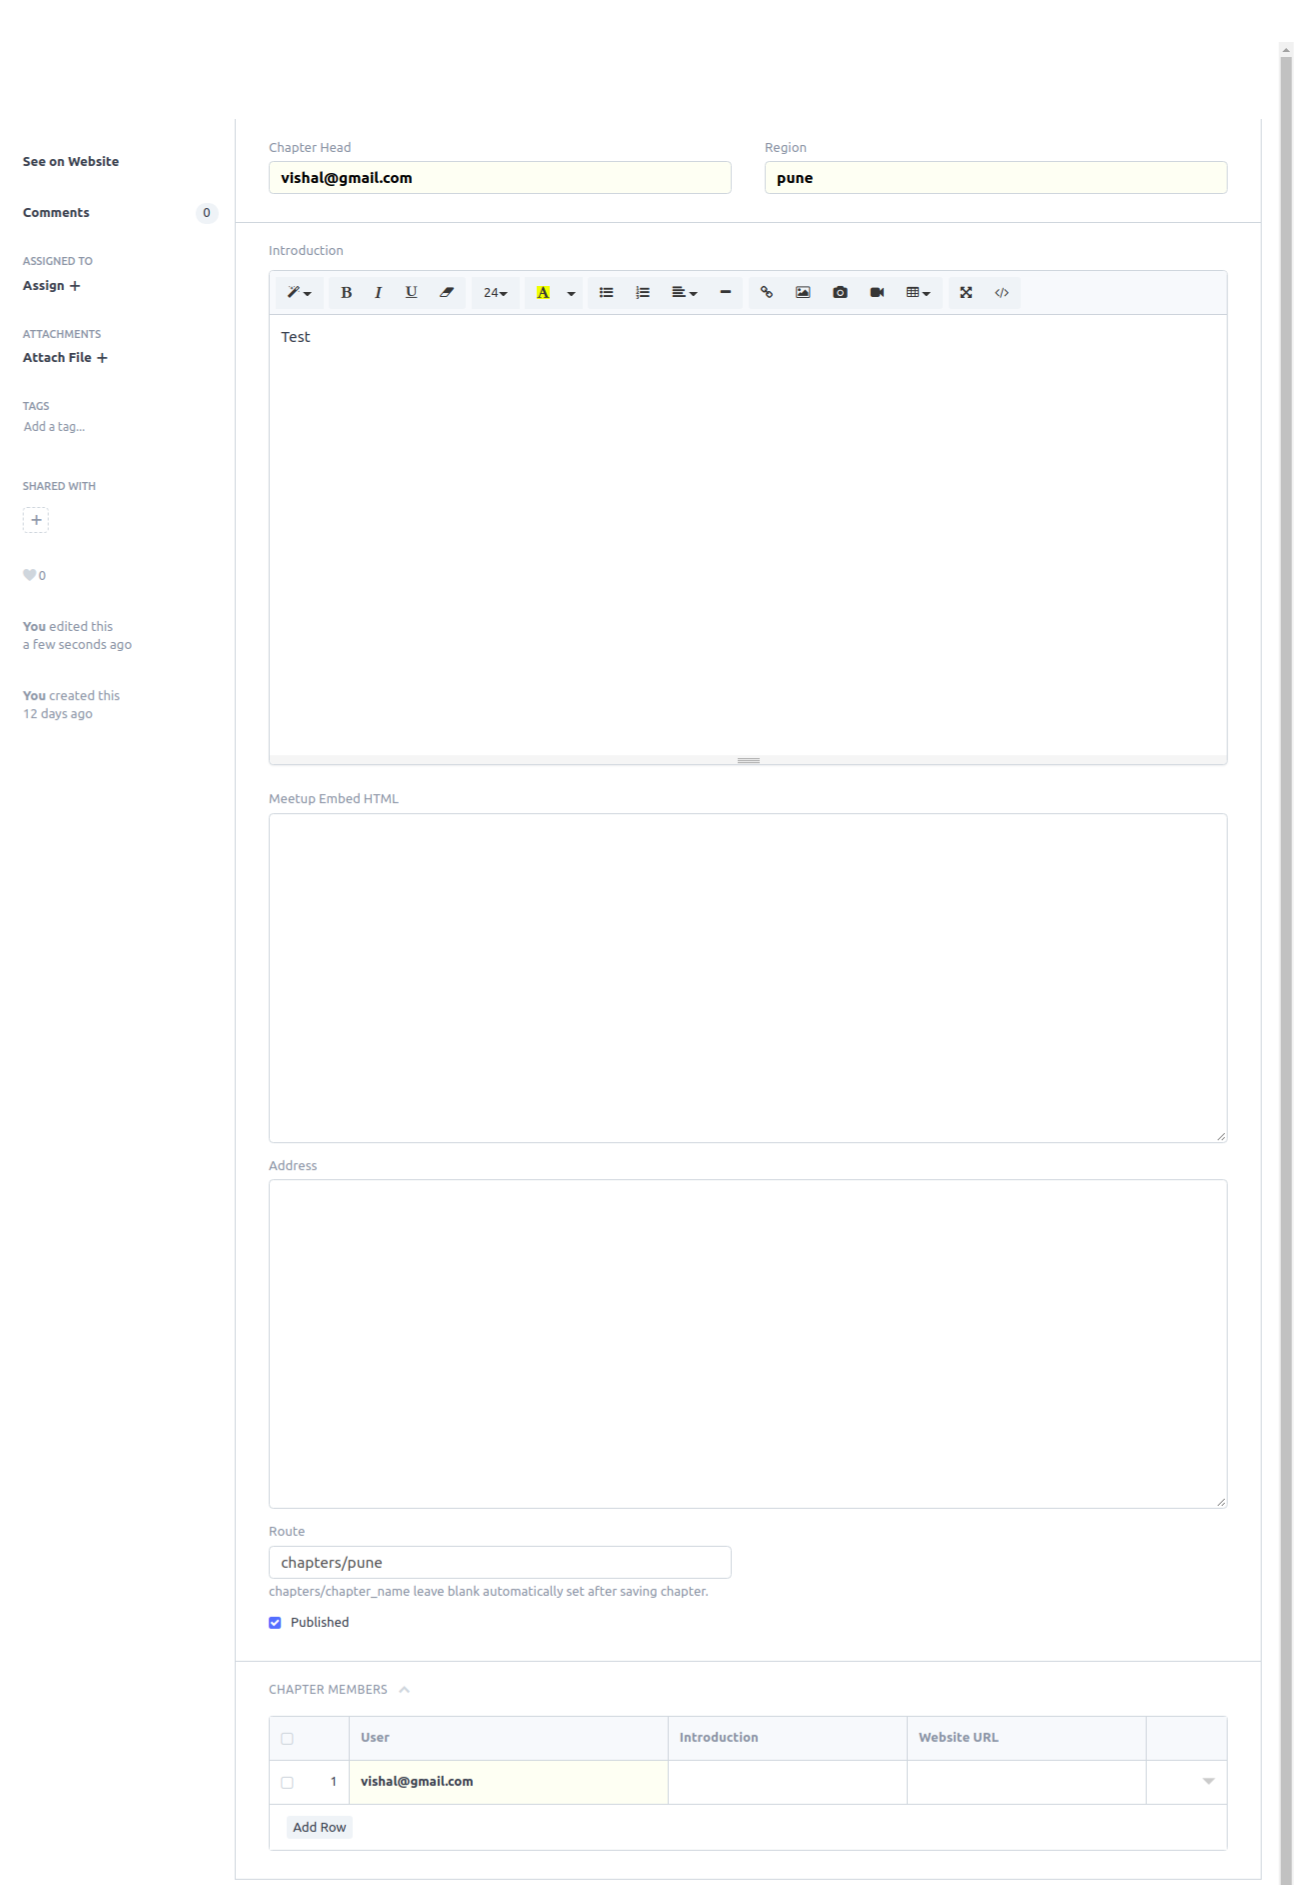 See on Website
Comments 0
ASSIGNED TO
Assign +
ATTACHMENTS
Attach File +
TAGS
Add a tag...
SHARED WITH
+
0
You edited this
a few seconds ago
You created this
12 days ago
Chapter Head
vishal@gmail.com
Region
pune
Introduction
B I U 24 A </>
Test
Meetup Embed HTML
Address
Route
chapters/pune
chapters/chapter_name leave blank automatically set after saving chapter.
Published
CHAPTER MEMBERS
User Introduction Website URL
1 vishal@gmail.com
Add Row